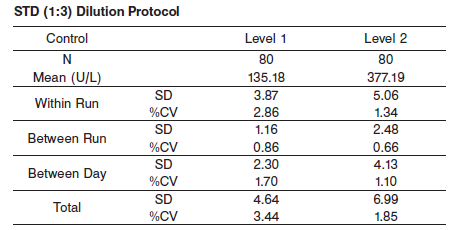 STD (1:3) Dilution Protocol
Control Level 1 Level 2
N 80 80
Mean (U/L) 135.18 377.19
Within Run SD 3.87 5.06
%CV 2.86 1.34
Between Run SD 1.16 2.48
%CV 0.86 0.66
Between Day SD 2.30 4.13
%CV 1.70 1.10
Total SD 4.64 6.99
%CV 3.44 1.85